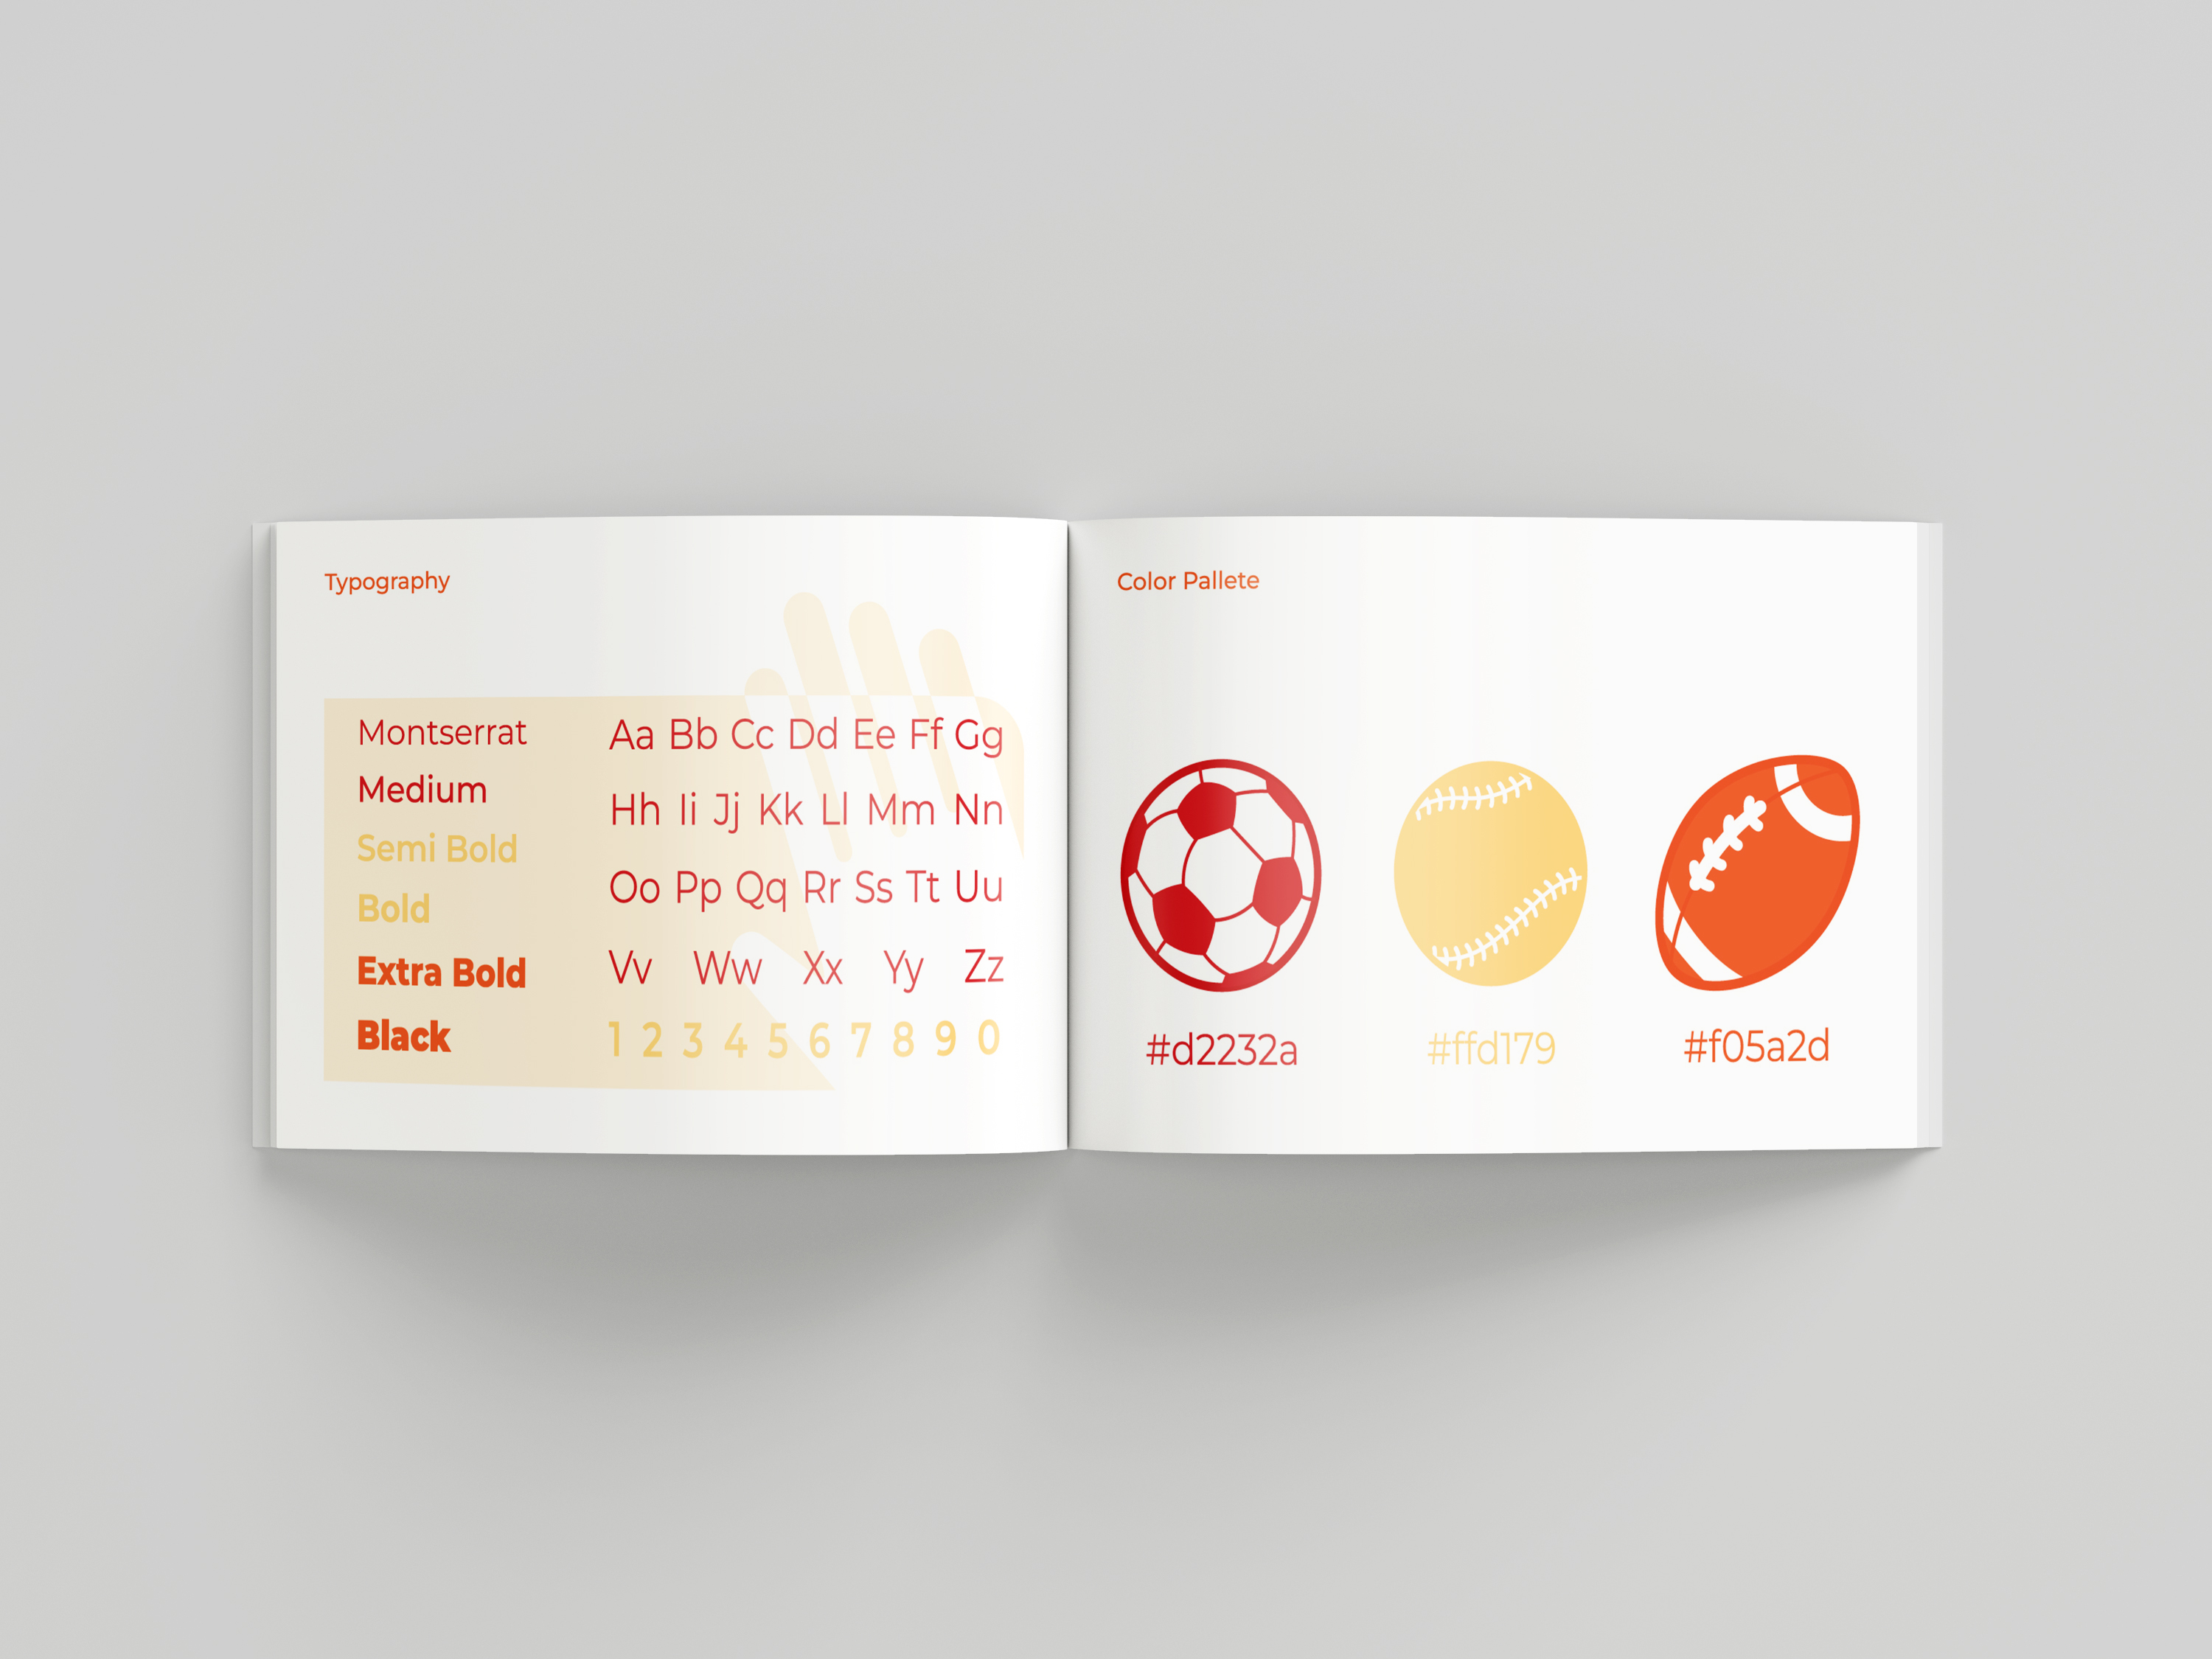 Typography
Montserrat
Medium
Semi Bold
Bold
Extra Bold
Black
Aa Bb Cc Dd Ee Ff Gg
Hh Ii Jj Kk Ll Mm Nn
Oo Pp Qq Rr Ss Tt Uu
Vv Ww Xx Yy Zz
1 2 3 4 5 6 7 8 9 0
Color Pallete
#d2232a
#ffd179
#f05a2d